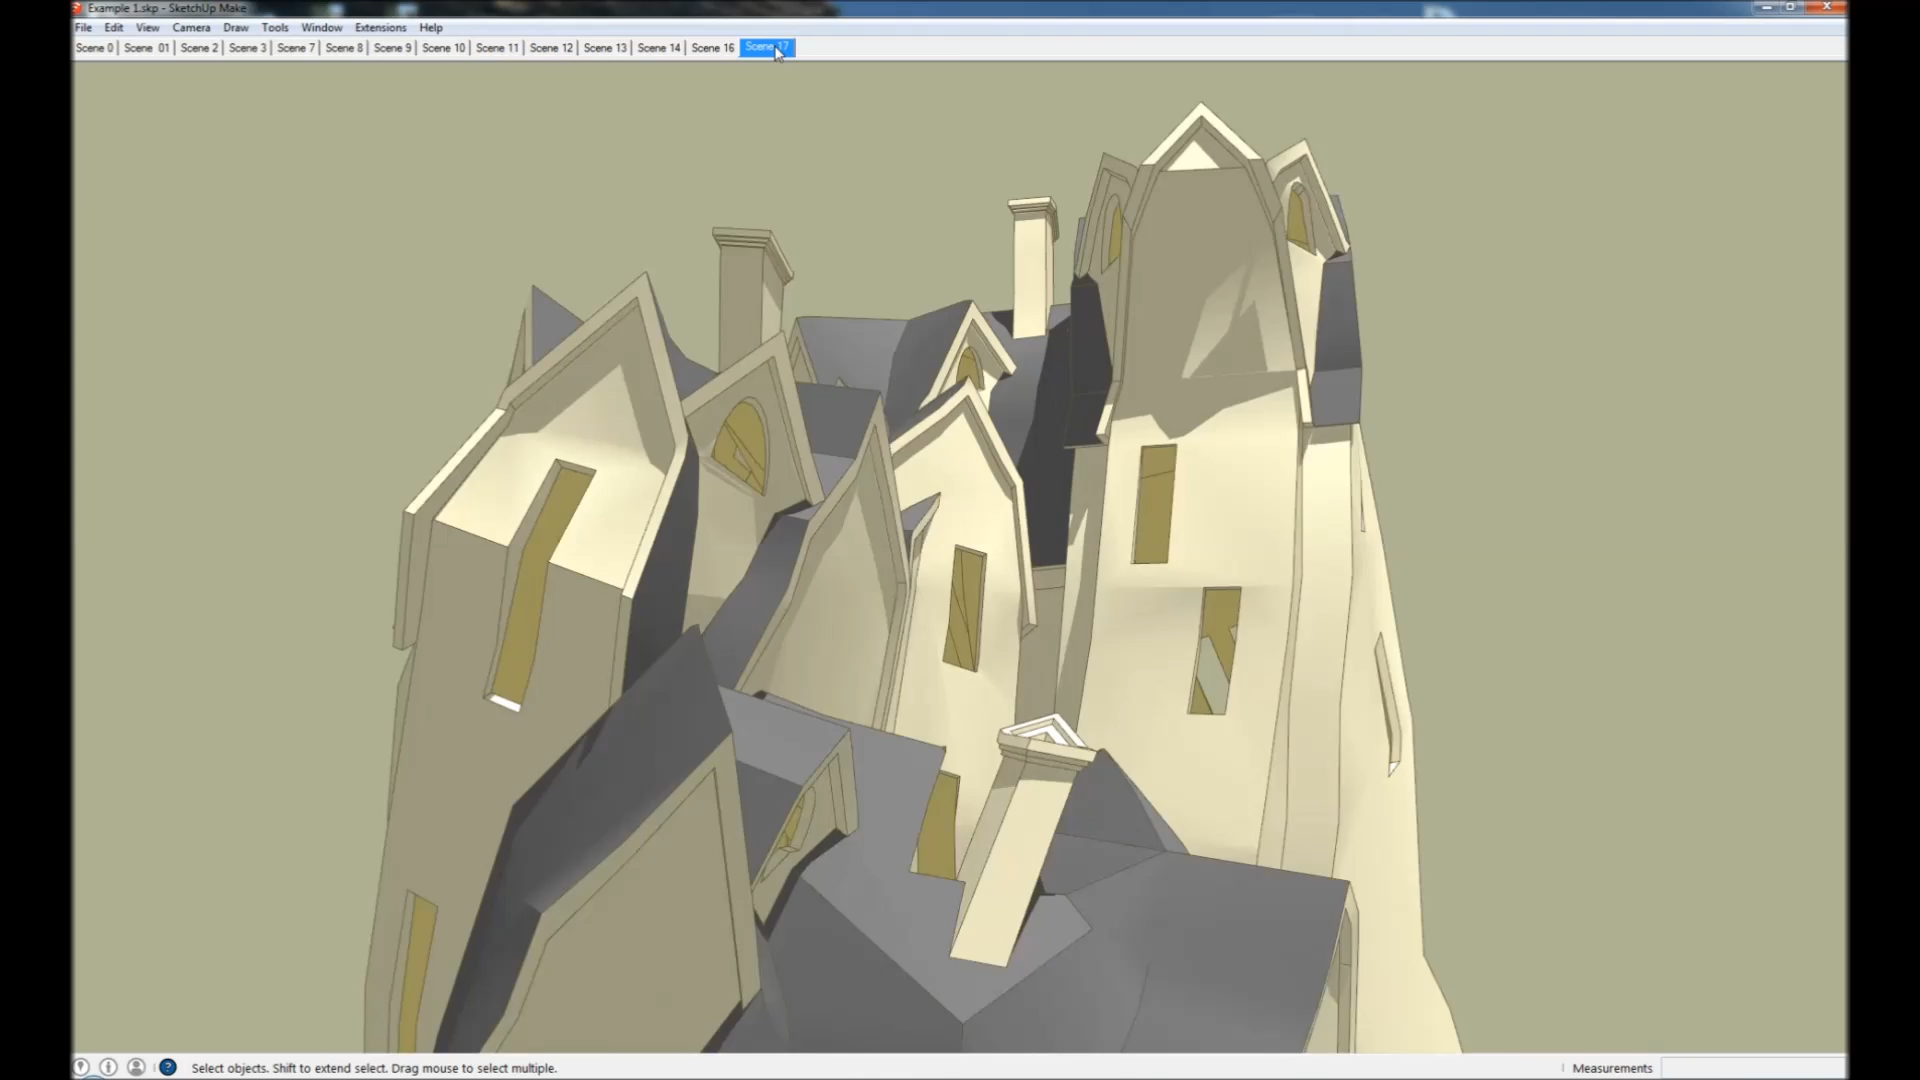 Example 1.skp - SketchUp Make
File Edit View Camera Draw Tools Window Extensions Help
Scene 0 Scene 01 Scene 2 Scene 3 Scene 7 Scene 8 Scene 9 Scene 10 Scene 11 Scene 12 Scene 13 Scene 14 Scene 16 Scene 17
Select objects. Shift to extend select. Drag mouse to select multiple. Measurements